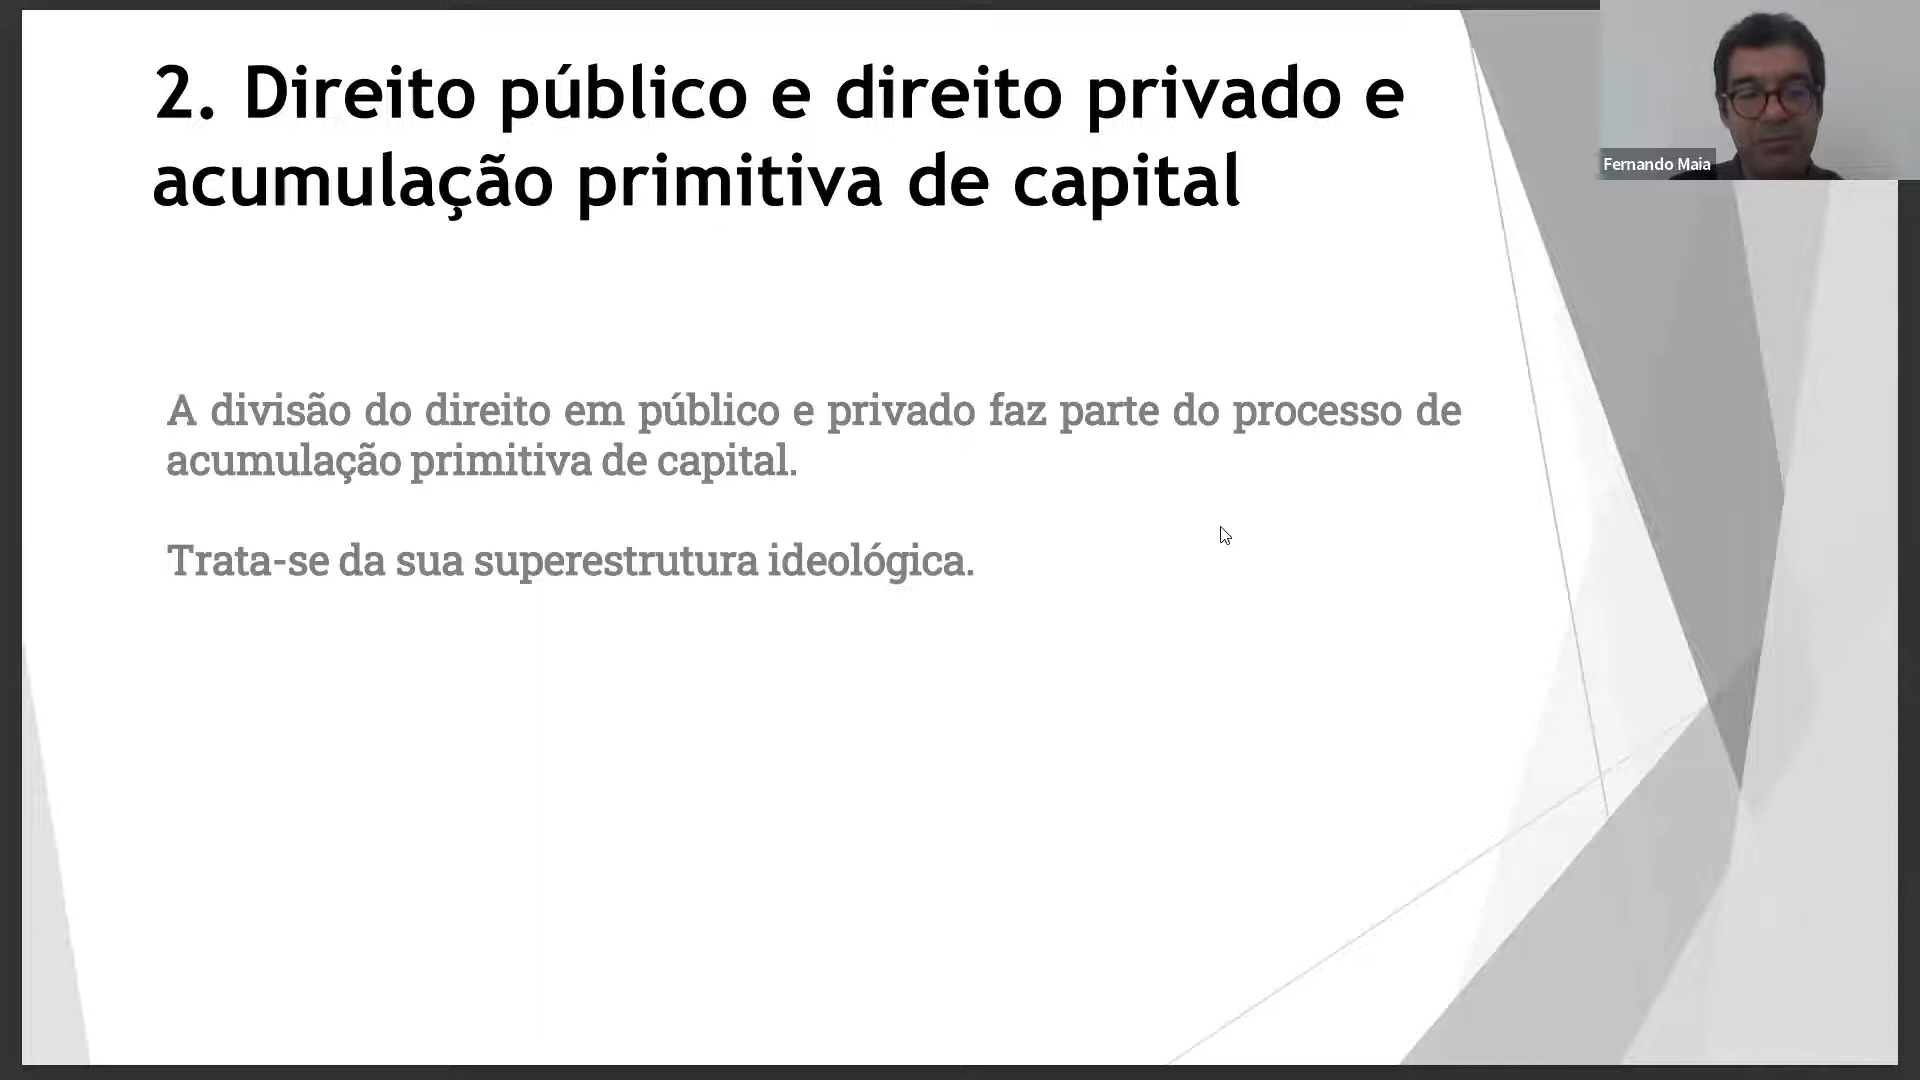 2. Direito público e direito privado e
acumulação primitiva de capital
Fernando Maia
A divisão do direito em público e privado faz parte do processo de
acumulação primitiva de capital.
Trata-se da sua superestrutura ideológica.